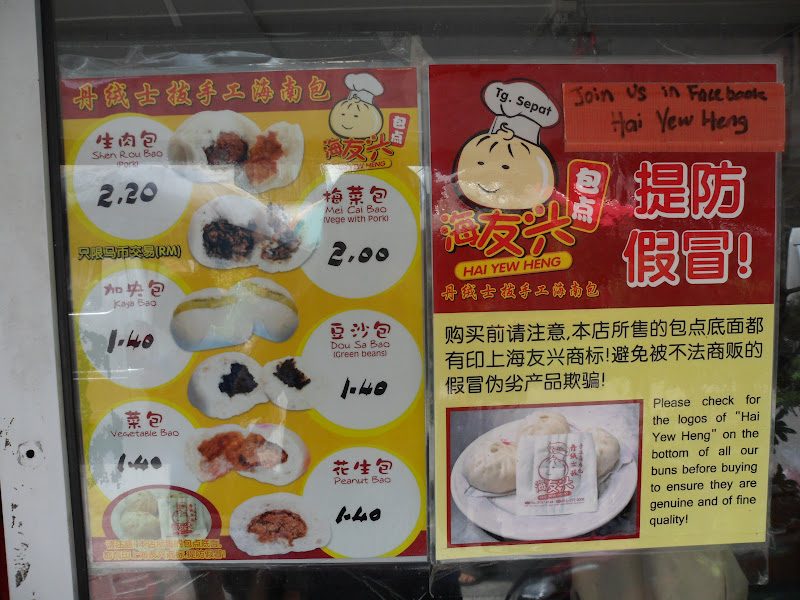 丹绒士拔手工海南包
包点
海友兴
HAI YEW HENG
生肉包
Shen Rou Bao
(Pork)
2.20
梅菜包
Mei Cai Bao
(Vege with Pork)
2.00
只限马币交易(RM)
加央包
Kaya Bao
1.40
豆沙包
Dou Sa Bao
(Green beans)
1.40
菜包
Vegetable Bao
1.40
花生包
Peanut Bao
1.40
Tg. Sepat
Join us in Facebook
Hai Yew Heng
包点
海友兴
HAI YEW HENG
丹绒士拔手工海南包
提防
假冒!
购买前请注意,本店所售的包点底面都
有印上海友兴商标!避免被不法商贩的
假冒伪劣产品欺骗!
Please check for
the logos of "Hai
Yew Heng" on the
bottom of all our
buns before buying
to ensure they are
genuine and of fine
quality!
海友兴